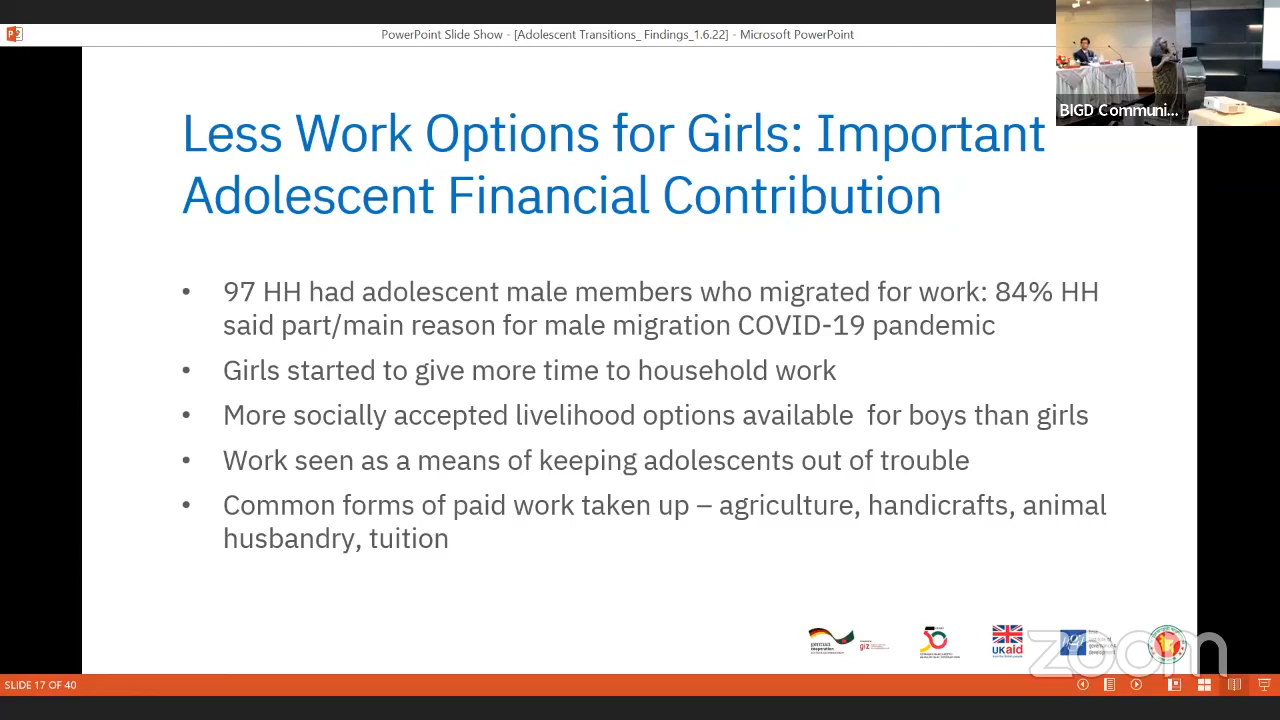 PowerPoint Slide Show - [Adolescent Transitions_ Findings_1.6.22] - Microsoft PowerPoint
BIGD Communi...
Less Work Options for Girls: Important
Adolescent Financial Contribution
• 97 HH had adolescent male members who migrated for work: 84% HH
said part/main reason for male migration COVID-19 pandemic
• Girls started to give more time to household work
• More socially accepted livelihood options available for boys than girls
• Work seen as a means of keeping adolescents out of trouble
• Common forms of paid work taken up – agriculture, handicrafts, animal
husbandry, tuition
german
cooperation
giz
50
UKaid
zoom
SLIDE 17 OF 40